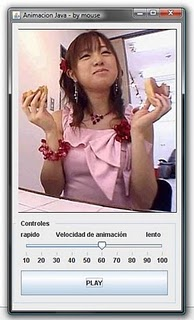 Animacion Java - by mouse
Controles
rapido Velocidad de animación lento
10 20 30 40 50 60 70 80 90 100
PLAY